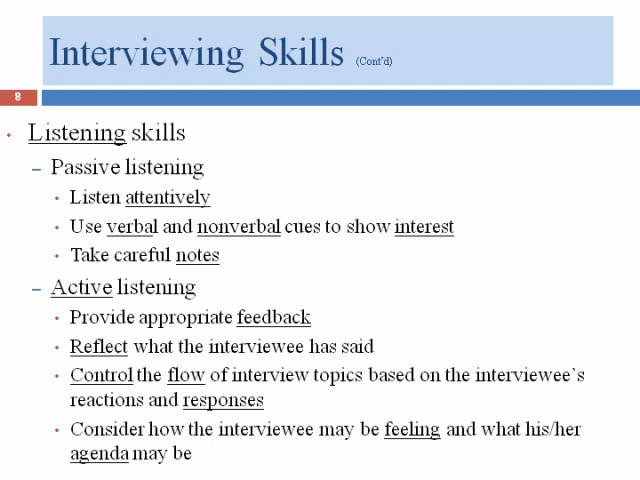 Interviewing Skills (Cont'd)
8
• Listening skills
– Passive listening
• Listen attentively
• Use verbal and nonverbal cues to show interest
• Take careful notes
– Active listening
• Provide appropriate feedback
• Reflect what the interviewee has said
• Control the flow of interview topics based on the interviewee's
reactions and responses
• Consider how the interviewee may be feeling and what his/her
agenda may be